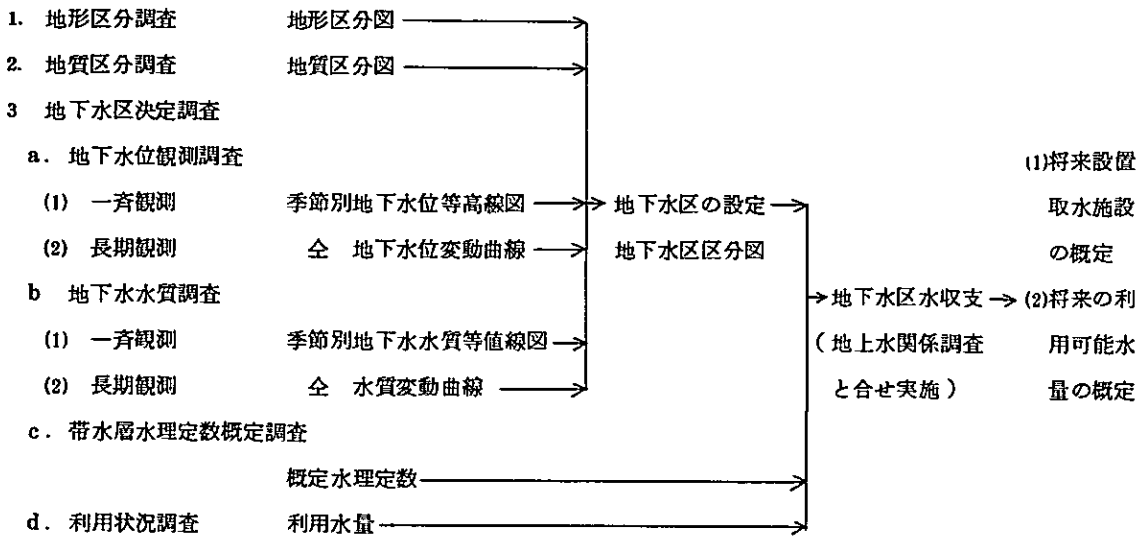 1. 地形区分調査 地形区分図
2. 地質区分調査 地質区分図
3 地下水区決定調査
a. 地下水位観測調査 (1)将来設置
(1) 一斉観測 季節別地下水位等高線図 地下水区の設定 取水施設
(2) 長期観測 仝 地下水位変動曲線 地下水区区分図 の概定
b 地下水水質調査 地下水区水収支 (2)将来の利
(1) 一斉観測 季節別地下水水質等値線図 (地上水関係調査 用可能水
(2) 長期観測 仝 水質変動曲線 と合せ実施) 量の概定
c. 帯水層水理定数概定調査
概定水理定数
d. 利用状況調査 利用水量